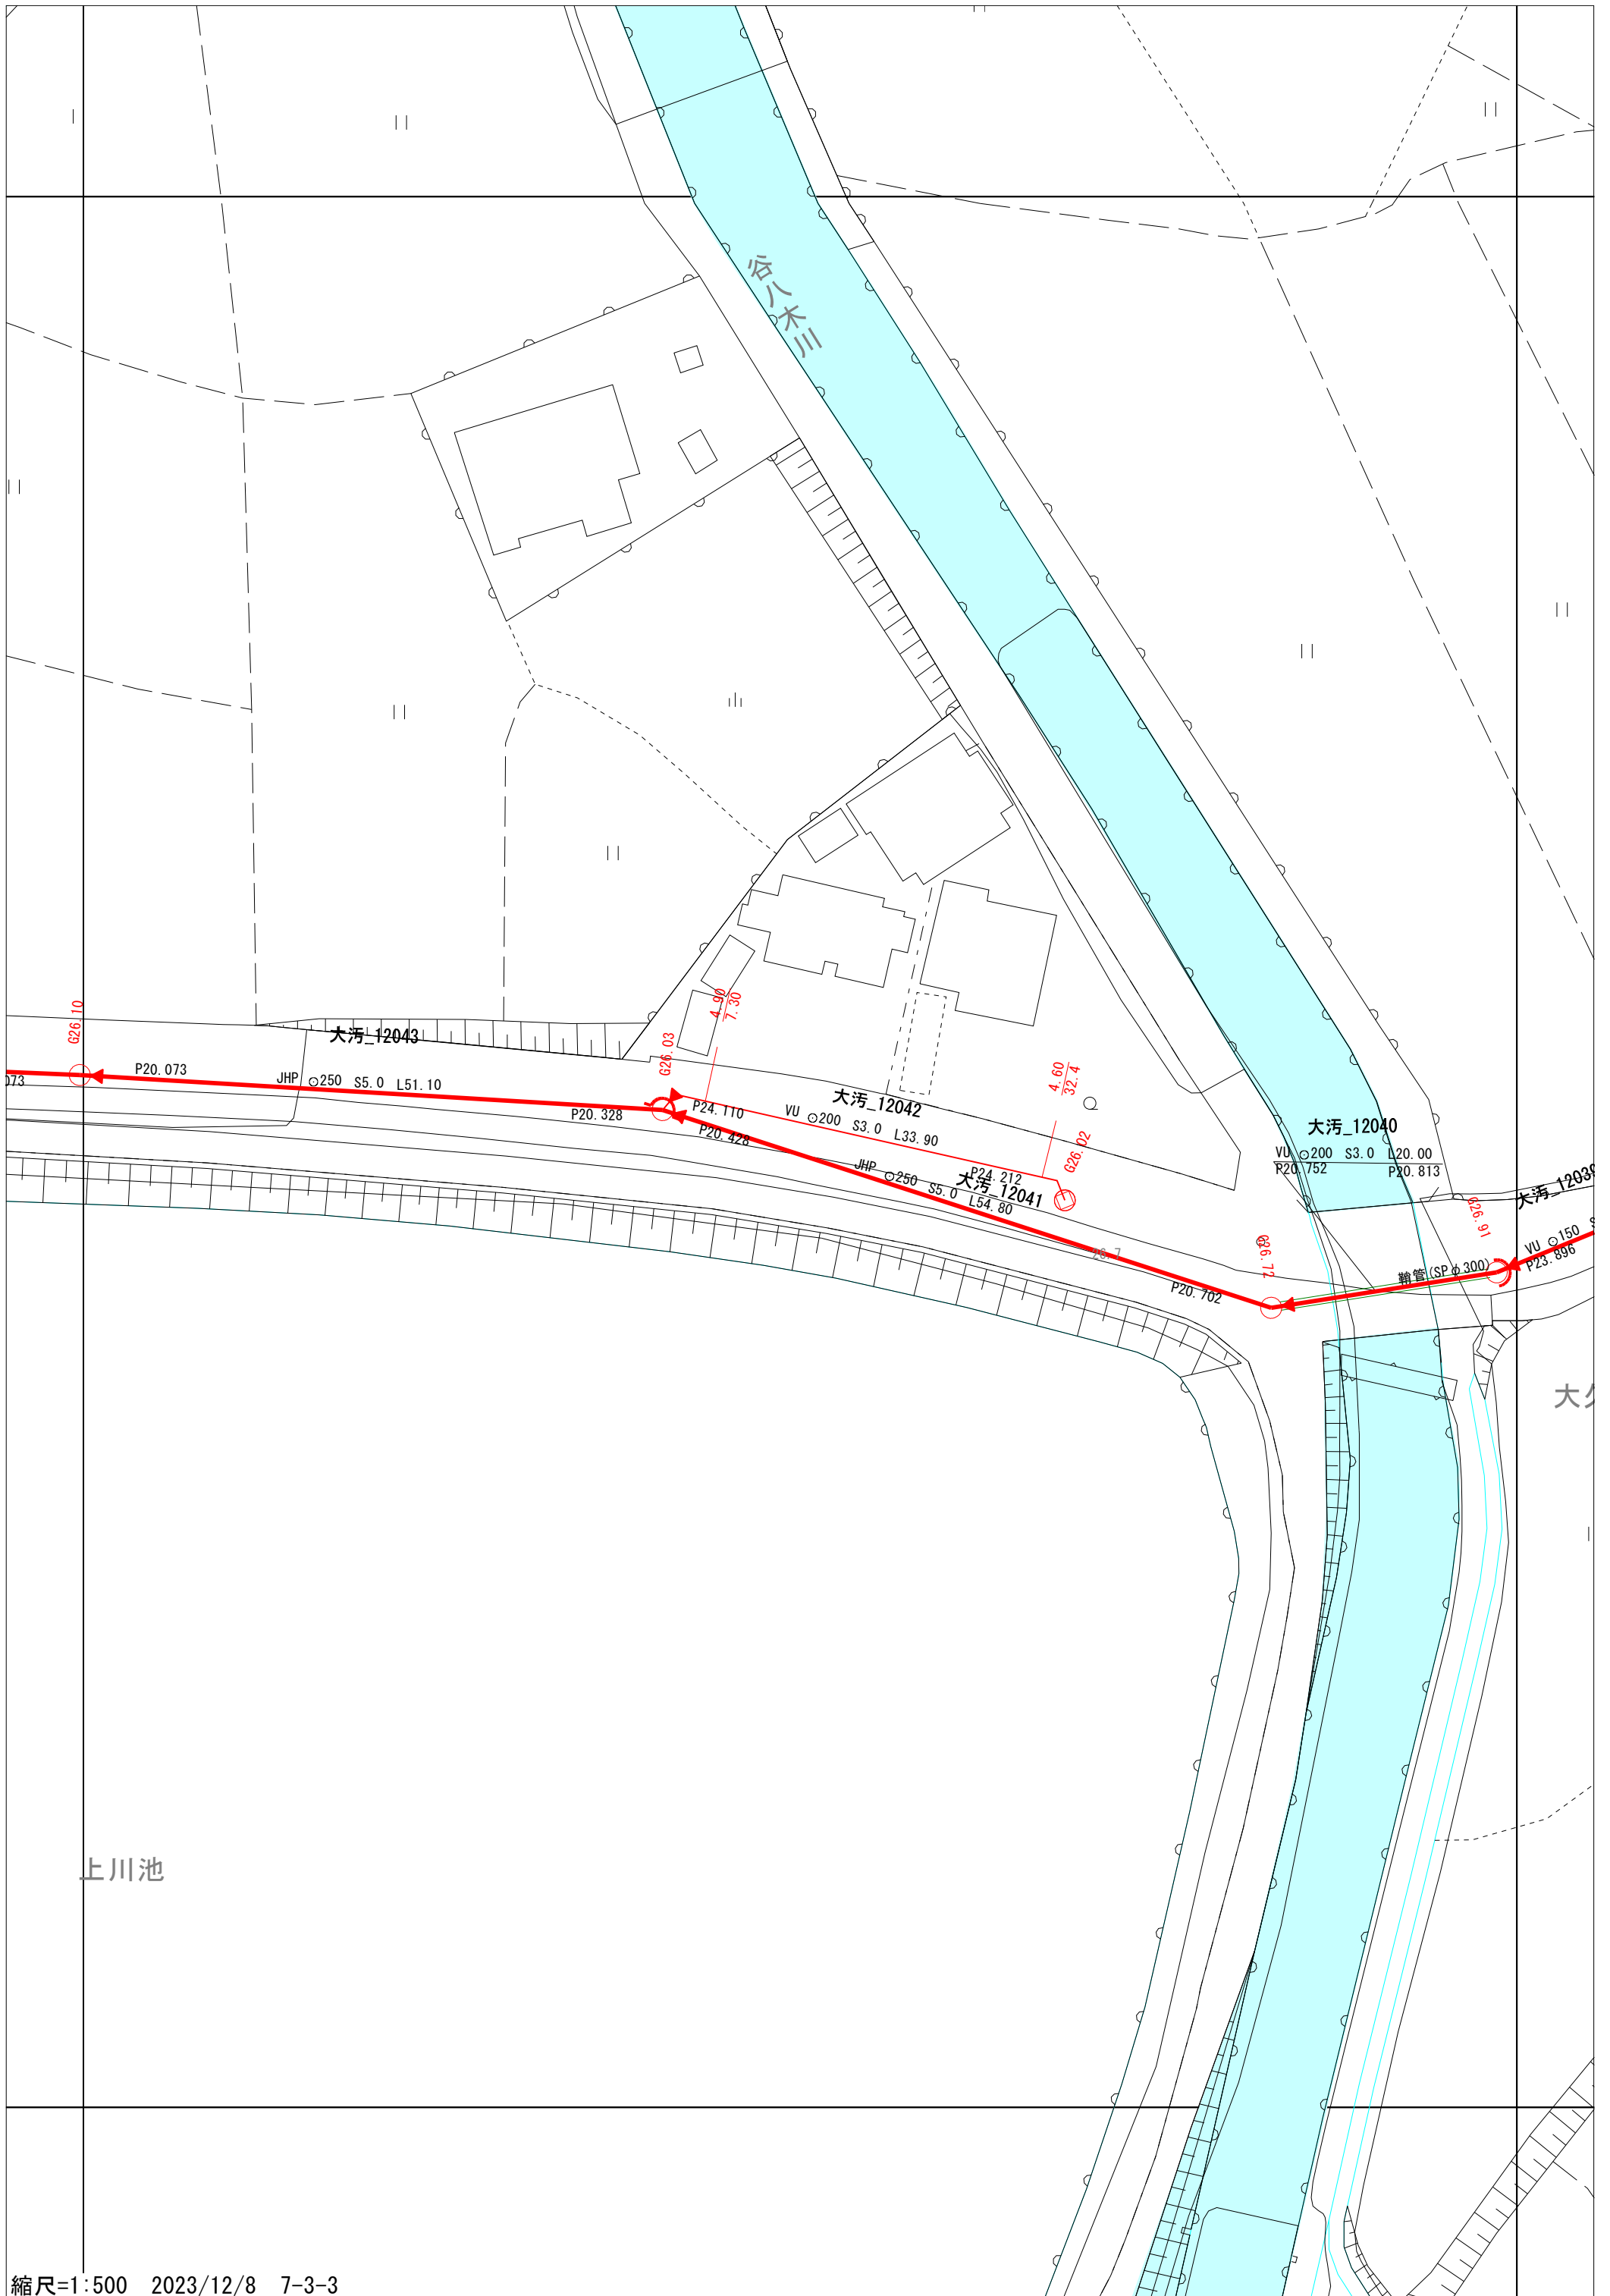 谷八木川
G26.10
大汚_12043
P20.073
073
JHP ⊙250 S5.0 L51.10
P20.328
G26.03
4.90
7.30
P24.110
P20.428
VU ⊙200 S3.0 L33.90
大汚_12042
P24.212
4.60
32.4
G26.02
JHP ⊙250 S5.0 L54.80
大汚_12041
大汚_12040
VU ⊙200 S3.0 L20.00
P20.752 P20.813
G26.72
P20.702
鞘管(SPφ300)
G26.91
大汚_12039
VU ⊙150 S
P23.896
大久
上川池
縮尺=1:500 2023/12/8 7-3-3